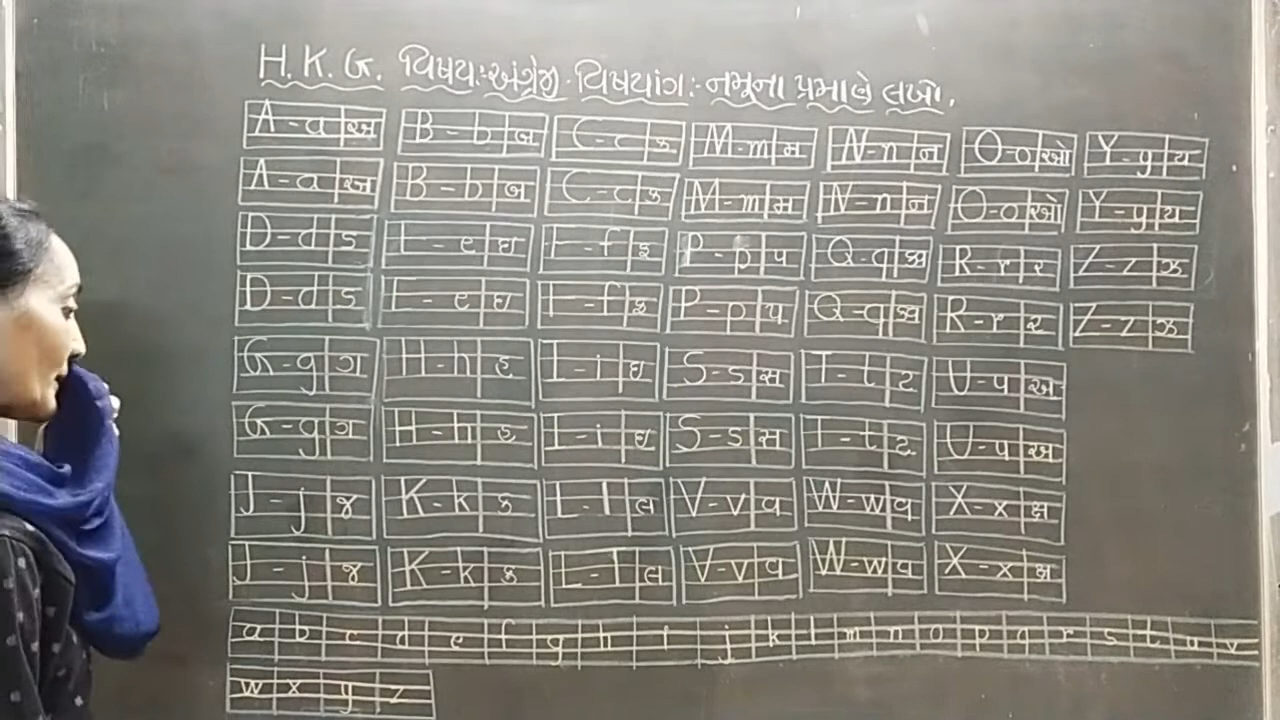 H. K. G. વિષય:-અંગ્રેજી. વિષયાંગ:- નમૂના પ્રમાણે લખો.
A - a અ B - b બ C - c ક M - m મ N - n ન O - o ઓ Y - y ય
A - a અ B - b બ C - c ક M - m મ N - n ન O - o ઓ Y - y ય
D - d ડ E - e ઇ F - f ફ P - p પ Q - q ક્વ R - r ર Z - z ઝ
D - d ડ E - e ઇ F - f ફ P - p પ Q - q ક્વ R - r ર Z - z ઝ
G - g ગ H - h હ I - i ઇ S - s સ T - t ટ U - u અ
G - g ગ H - h હ I - i ઇ S - s સ T - t ટ U - u અ
J - j જ K - k ક L - l લ V - v વ W - w વ X - x ક્ષ
J - j જ K - k ક L - l લ V - v વ W - w વ X - x ક્ષ
a b c d e f g h i j k l m n o p q r s t u v
w x y z